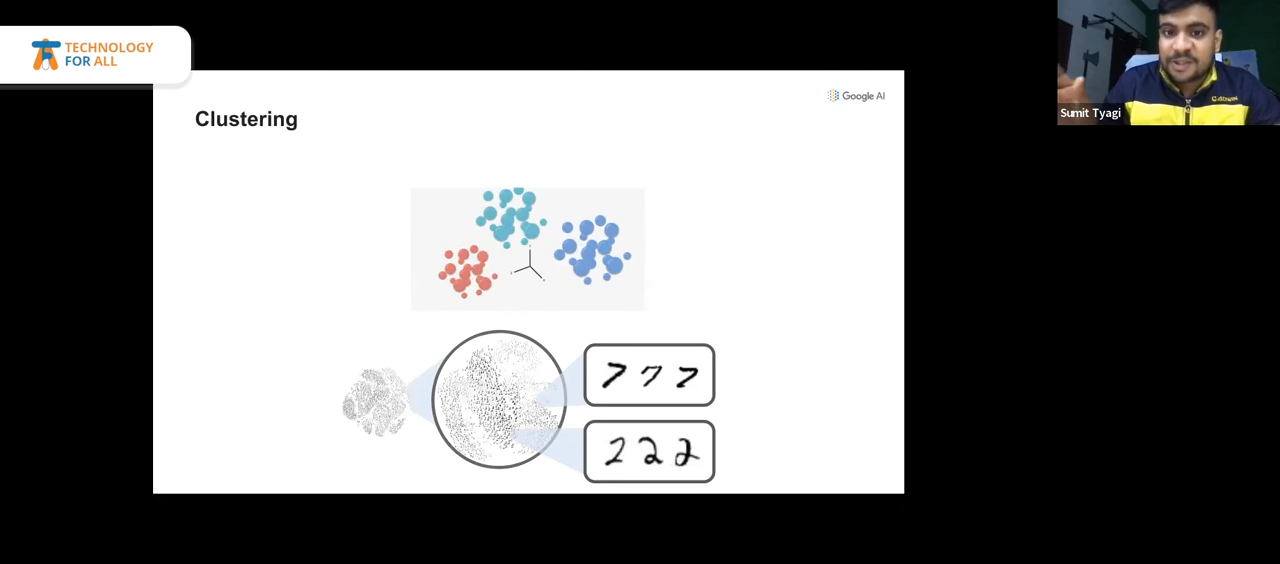 TECHNOLOGY
FOR ALL
Google AI
Clustering
Sumit Tyagi
7 7 7
2 2 2